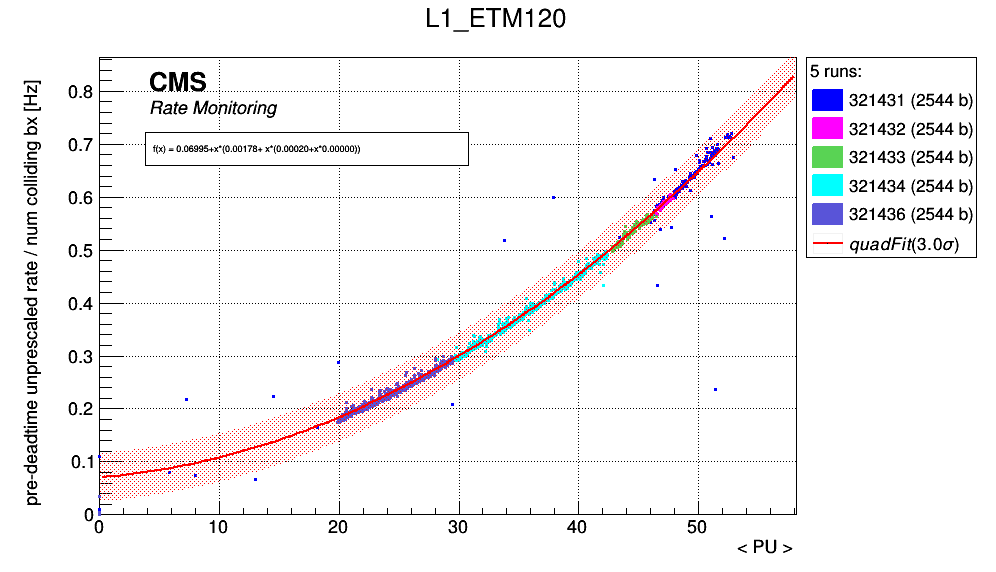 L1_ETM120
pre-deadtime unprescaled rate / num colliding bx [Hz]
CMS
Rate Monitoring
f(x) = 0.06995+x*(0.00178+ x*(0.00020+x*0.00000))
0.8
0.7
0.6
0.5
0.4
0.3
0.2
0.1
0
0 10 20 30 40 50
< PU >
5 runs:
321431 (2544 b)
321432 (2544 b)
321433 (2544 b)
321434 (2544 b)
321436 (2544 b)
quadFit(3.0σ)